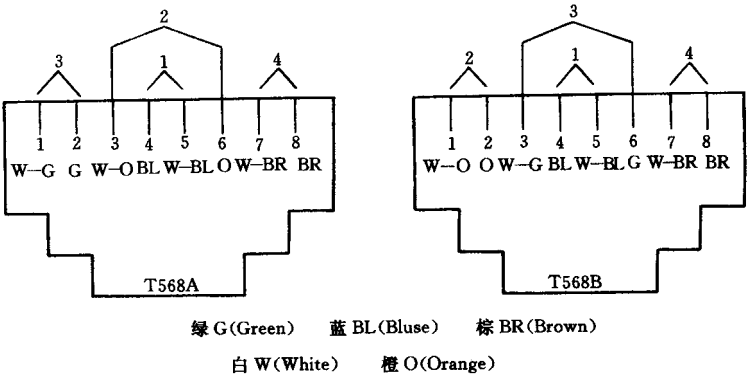 2 3
3 1 4 2 1 4
1 2 3 4 5 6 7 8 1 2 3 4 5 6 7 8
W—G G W—O BL W—BL O W—BR BR W—O O W—G BL W—BL G W—BR BR
T568A T568B
绿 G(Green) 蓝 BL(Bluse) 棕 BR(Brown)
白 W(White) 橙 O(Orange)